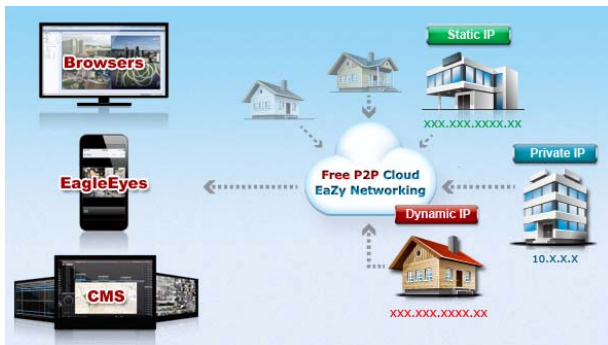 Browsers
Static IP
XXX.XXX.XXXX.XX
Free P2P Cloud
EaZy Networking
Private IP
EagleEyes
10.X.X.X
Dynamic IP
CMS
XXX.XXX.XXXX.XX